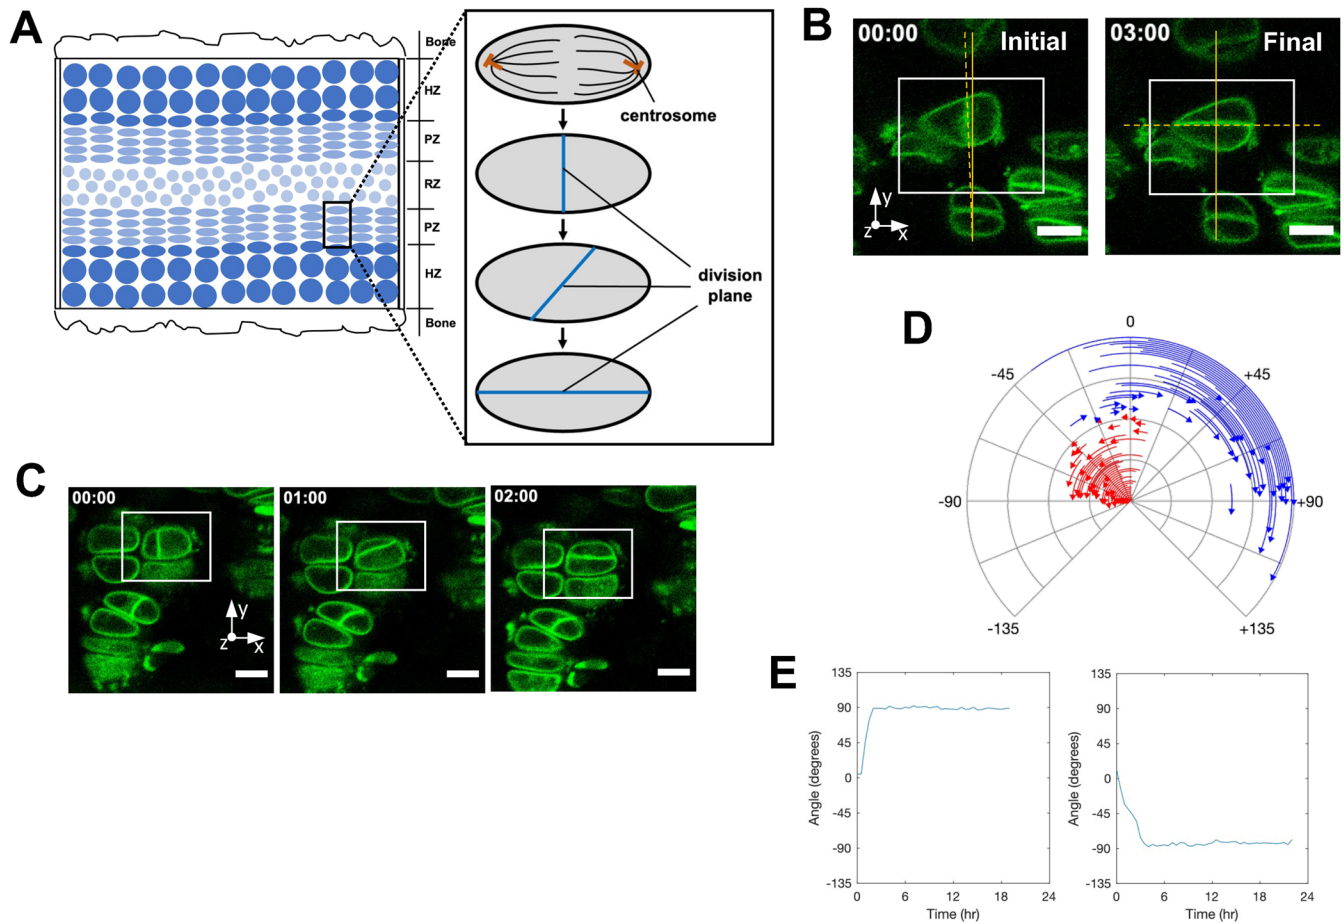 A
Bone
HZ
PZ
RZ
PZ
HZ
Bone
centrosome
division
plane
B
00:00
Initial
y
z
x
03:00
Final
C
00:00
y
z
x
01:00
02:00
D
0
-45
+45
-90
+90
-135
+135
E
135
90
45
0
-45
-90
-135
Angle (degrees)
0 6 12 18 24
Time (hr)
135
90
45
0
-45
-90
-135
Angle (degrees)
0 6 12 18 24
Time (hr)